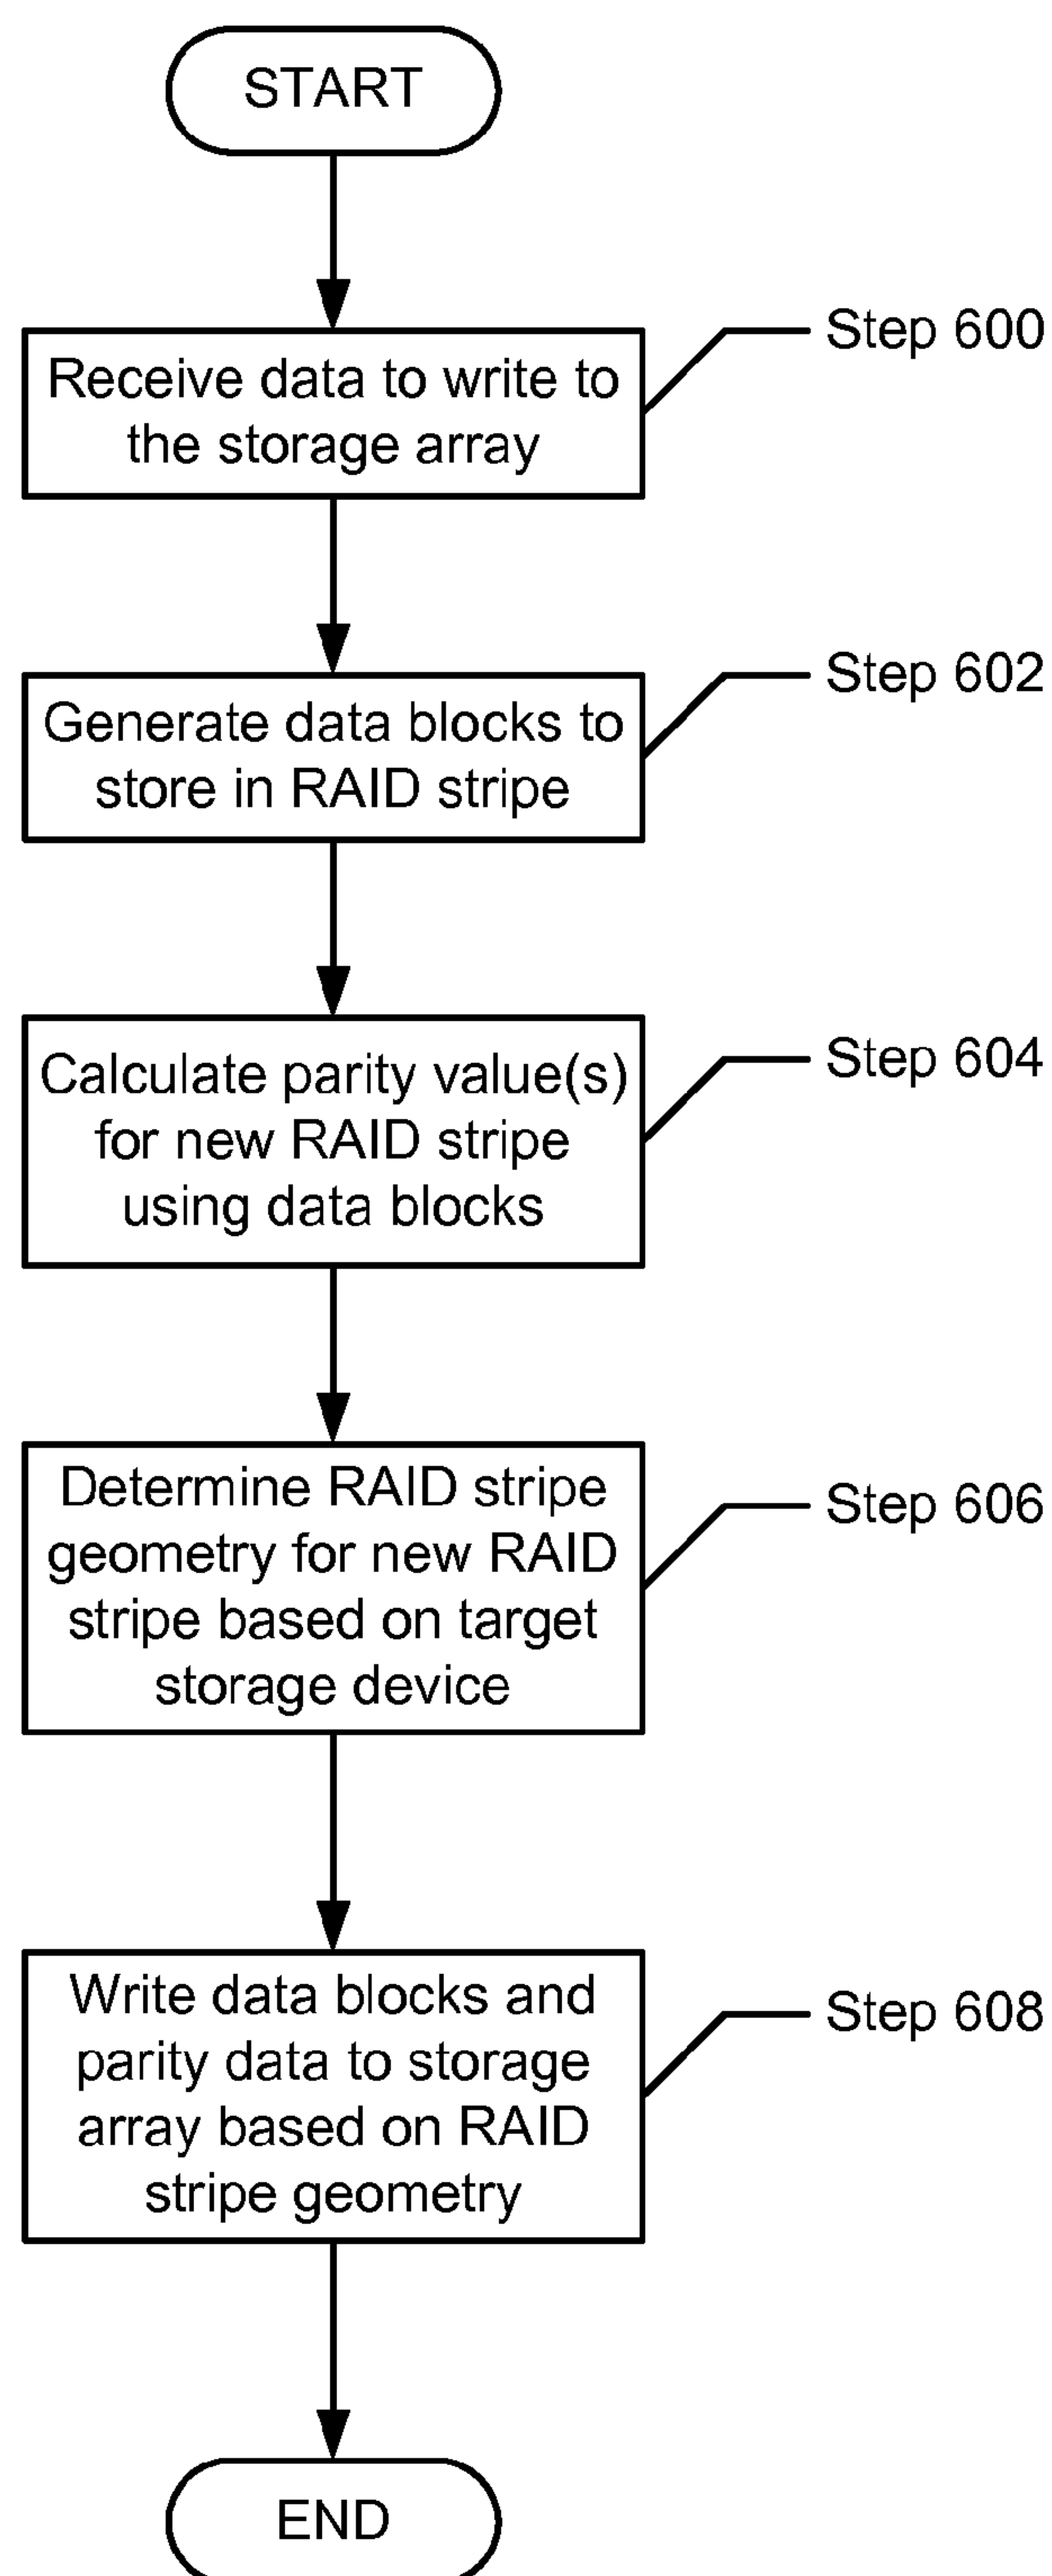 START
Step 600
Receive data to write to
the storage array
Step 602
Generate data blocks to
store in RAID stripe
Step 604
Calculate parity value(s)
for new RAID stripe
using data blocks
Step 606
Determine RAID stripe
geometry for new RAID
stripe based on target
storage device
Step 608
Write data blocks and
parity data to storage
array based on RAID
stripe geometry
END